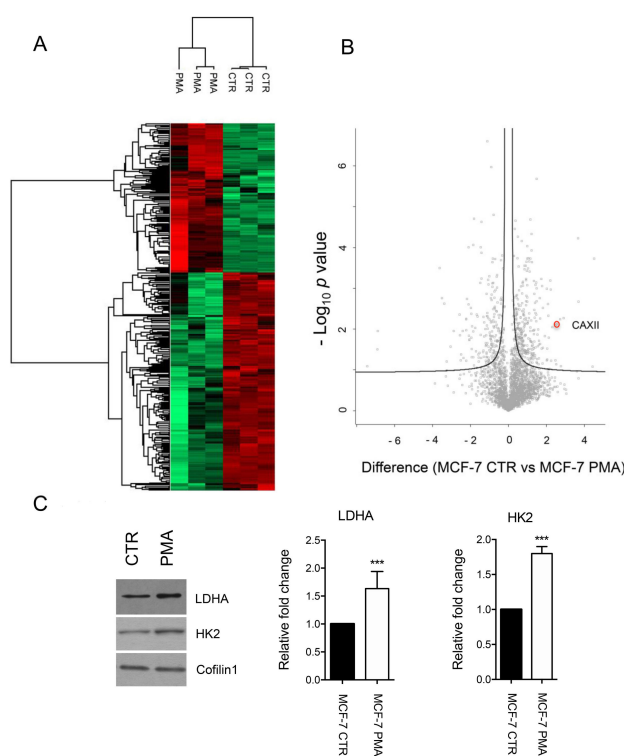 A
B
PMA
PMA
PMA
CTR
CTR
CTR
6
4
2
0
- Log10 p value
CAXII
- 6
- 4
- 2
0
2
4
Difference (MCF-7 CTR vs MCF-7 PMA)
C
CTR
PMA
LDHA
HK2
Cofilin1
LDHA
2.5
2.0
1.5
1.0
0.5
0.0
Relative fold change
***
MCF-7 CTR
MCF-7 PMA
HK2
2.0
1.5
1.0
0.5
0.0
Relative fold change
***
MCF-7 CTR
MCF-7 PMA